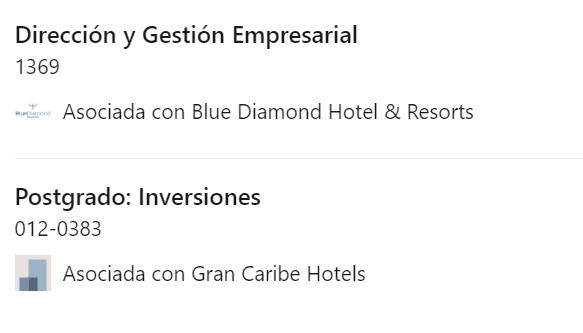 Dirección y Gestión Empresarial
1369
BlueDiamond
Asociada con Blue Diamond Hotel & Resorts
Postgrado: Inversiones
012-0383
Asociada con Gran Caribe Hotels